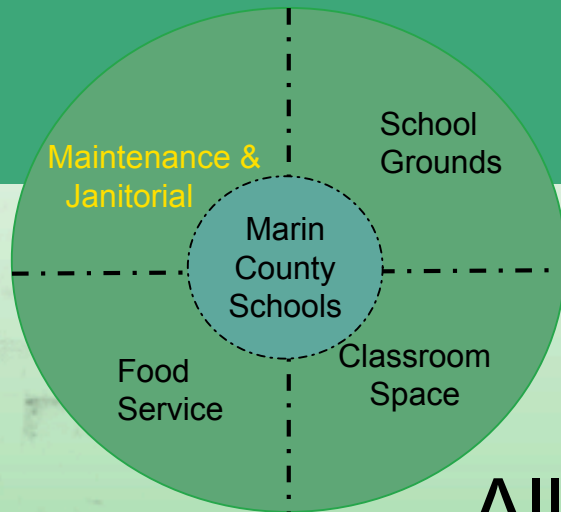 Maintenance &
Janitorial
School
Grounds
Marin
County
Schools
Food
Service
Classroom
Space